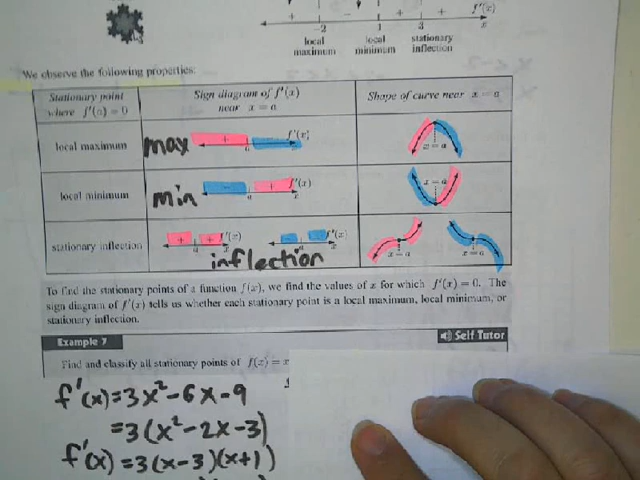 + − + + f'(x)
−2 1 3 x
local maximum local minimum stationary inflection
We observe the following properties:
Stationary point where f'(a) = 0
Sign diagram of f'(x) near x = a
Shape of curve near x = a
local maximum
max
+ − f'(x)
a x
x = a
local minimum
min
− + f'(x)
a x
x = a
stationary inflection
+ + f'(x)
a x
− − f'(x)
a x
inflection
x = a
x = a
To find the stationary points of a function f(x), we find the values of x for which f'(x) = 0. The
sign diagram of f'(x) tells us whether each stationary point is a local maximum, local minimum, or
stationary inflection.
Example 7
Self Tutor
Find and classify all stationary points of f(x) =
f'(x)=3x²-6x-9
=3(x²-2x-3)
f'(x)=3(x-3)(x+1)